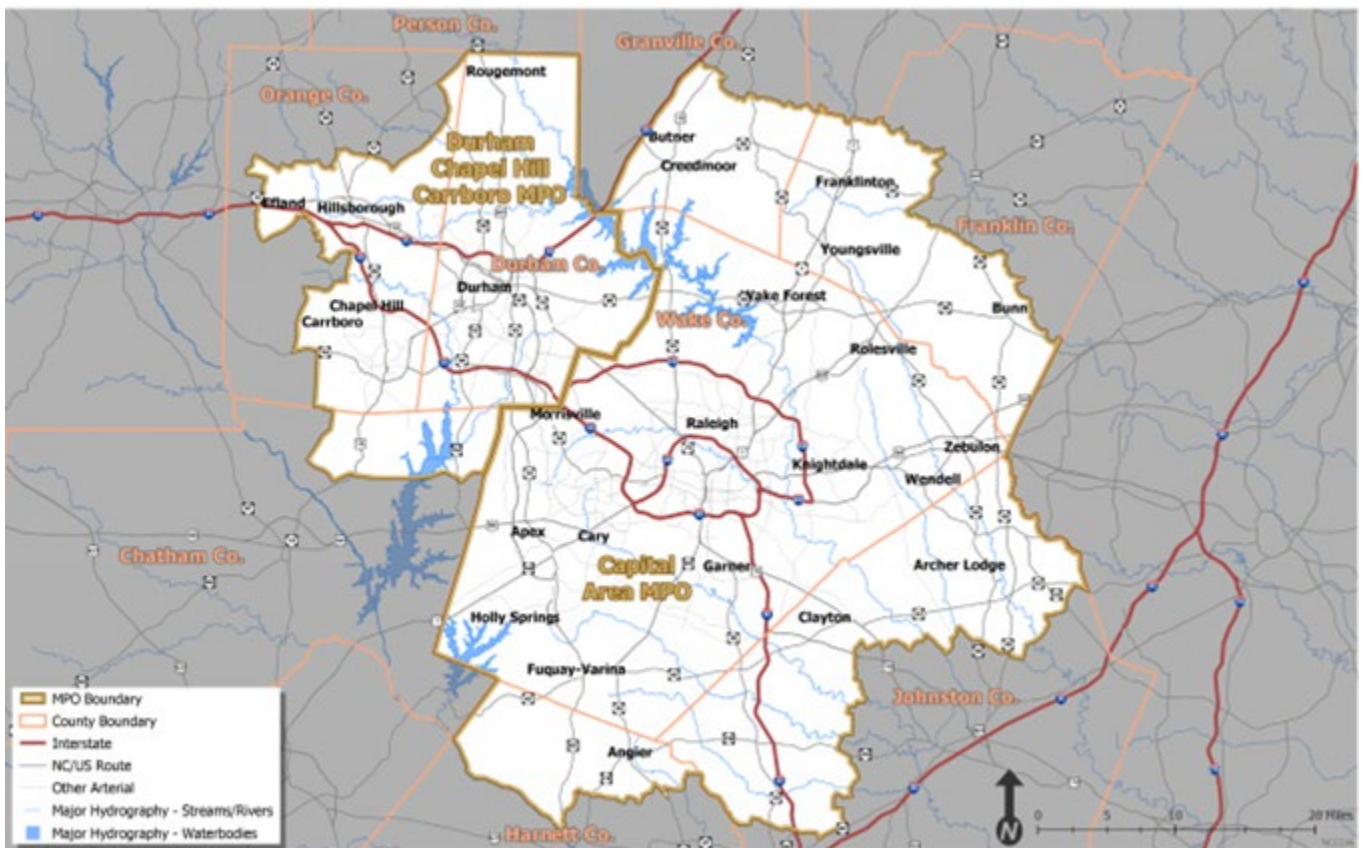 Person Co.
Granville Co.
Rougemont
Orange Co.
Durham
Chapel Hill
Carrboro MPO
Butner
Creedmoor
Franklinton
Efland
Hillsborough
Franklin Co.
Youngsville
Durham Co.
Durham
Wake Forest
Bunn
Chapel Hill
Carrboro
Wake Co.
Rolesville
Morrisville
Raleigh
Zebulon
Knightdale
Wendell
Apex
Cary
Chatham Co.
Capital
Area MPO
Garner
Archer Lodge
Holly Springs
Clayton
Fuquay-Varina
Johnston Co.
Angier
Harnett Co.
MPO Boundary
County Boundary
Interstate
NC/US Route
Other Arterial
Major Hydrography - Streams/Rivers
Major Hydrography - Waterbodies
N
0 5 10 20 Miles